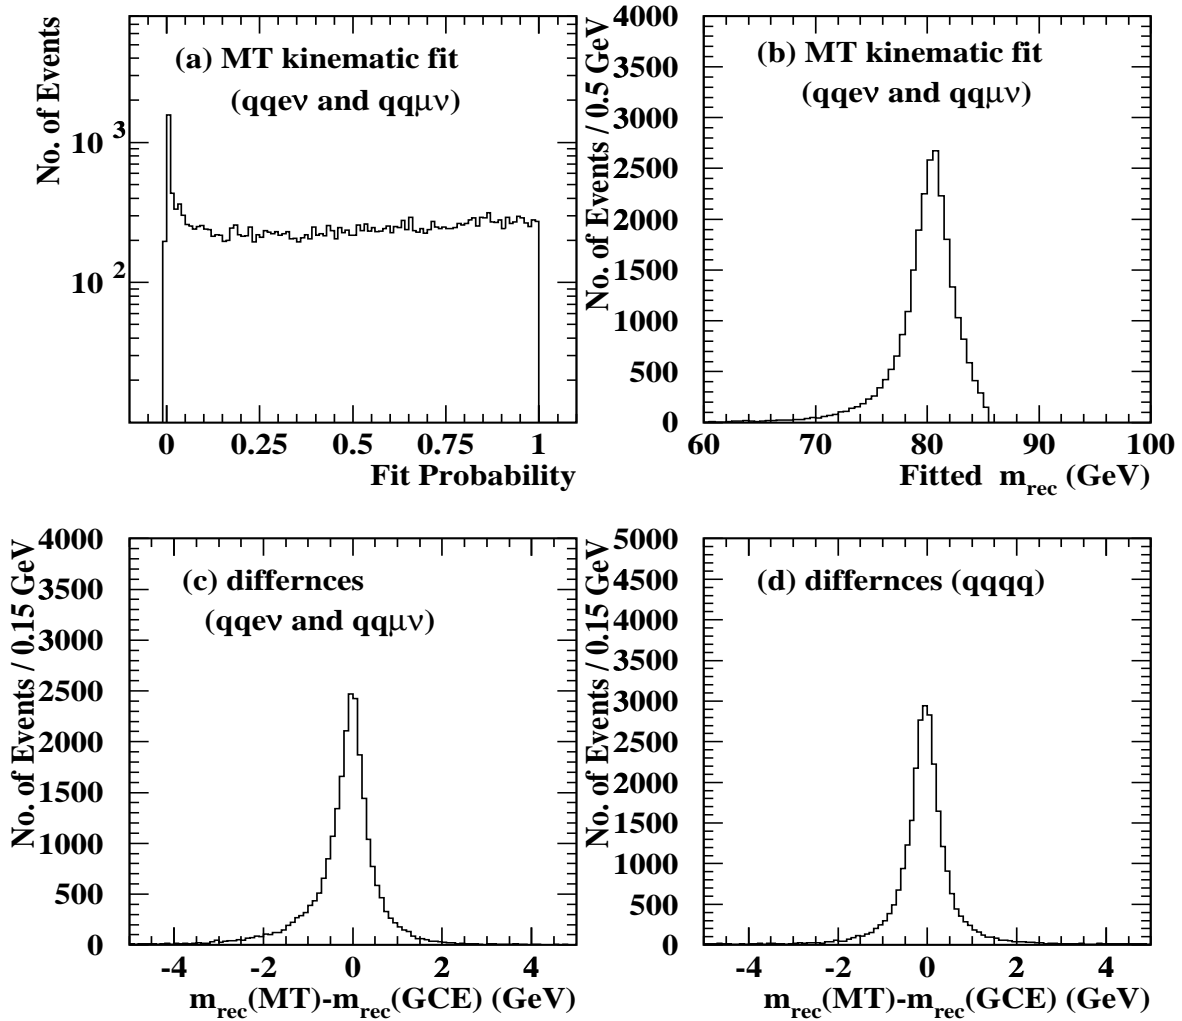 (a) MT kinematic fit
(qqeν and qqμν)
No. of Events
10 3
10 2
0 0.25 0.5 0.75 1
Fit Probability
(b) MT kinematic fit
(qqeν and qqμν)
No. of Events / 0.5 GeV
4000
3500
3000
2500
2000
1500
1000
500
0
60 70 80 90 100
Fitted m_rec (GeV)
(c) differnces
(qqeν and qqμν)
No. of Events / 0.15 GeV
4000
3500
3000
2500
2000
1500
1000
500
0
-4 -2 0 2 4
m_rec(MT)-m_rec(GCE) (GeV)
(d) differnces (qqqq)
No. of Events / 0.15 GeV
5000
4500
4000
3500
3000
2500
2000
1500
1000
500
0
-4 -2 0 2 4
m_rec(MT)-m_rec(GCE) (GeV)